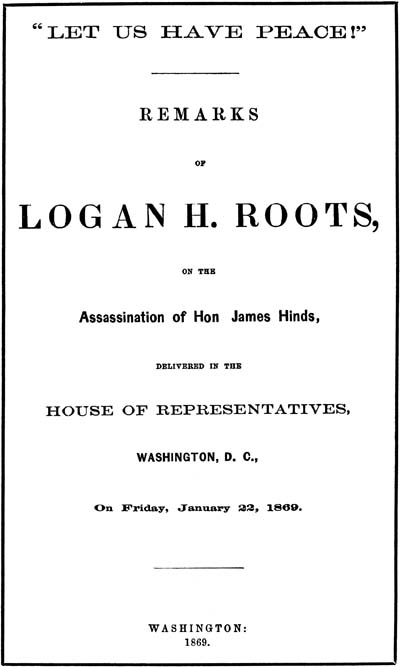 “LET US HAVE PEACE!”
REMARKS
OF
LOGAN H. ROOTS,
ON THE
Assassination of Hon James Hinds,
DELIVERED IN THE
HOUSE OF REPRESENTATIVES,
WASHINGTON, D. C.,
On Friday, January 22, 1869.
WASHINGTON:
1869.